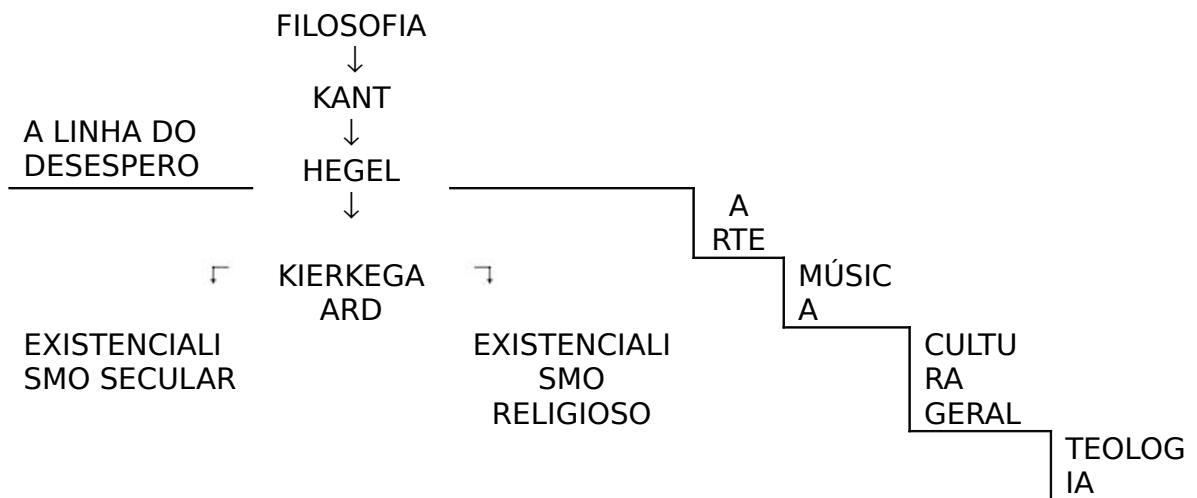 FILOSOFIA
↓
KANT
↓
A LINHA DO
DESESPERO
HEGEL
↓
A
RTE
KIERKEGA
ARD
MÚSIC
A
EXISTENCIALI
SMO SECULAR
EXISTENCIALI
SMO
RELIGIOSO
CULTU
RA
GERAL
TEOLOG
IA